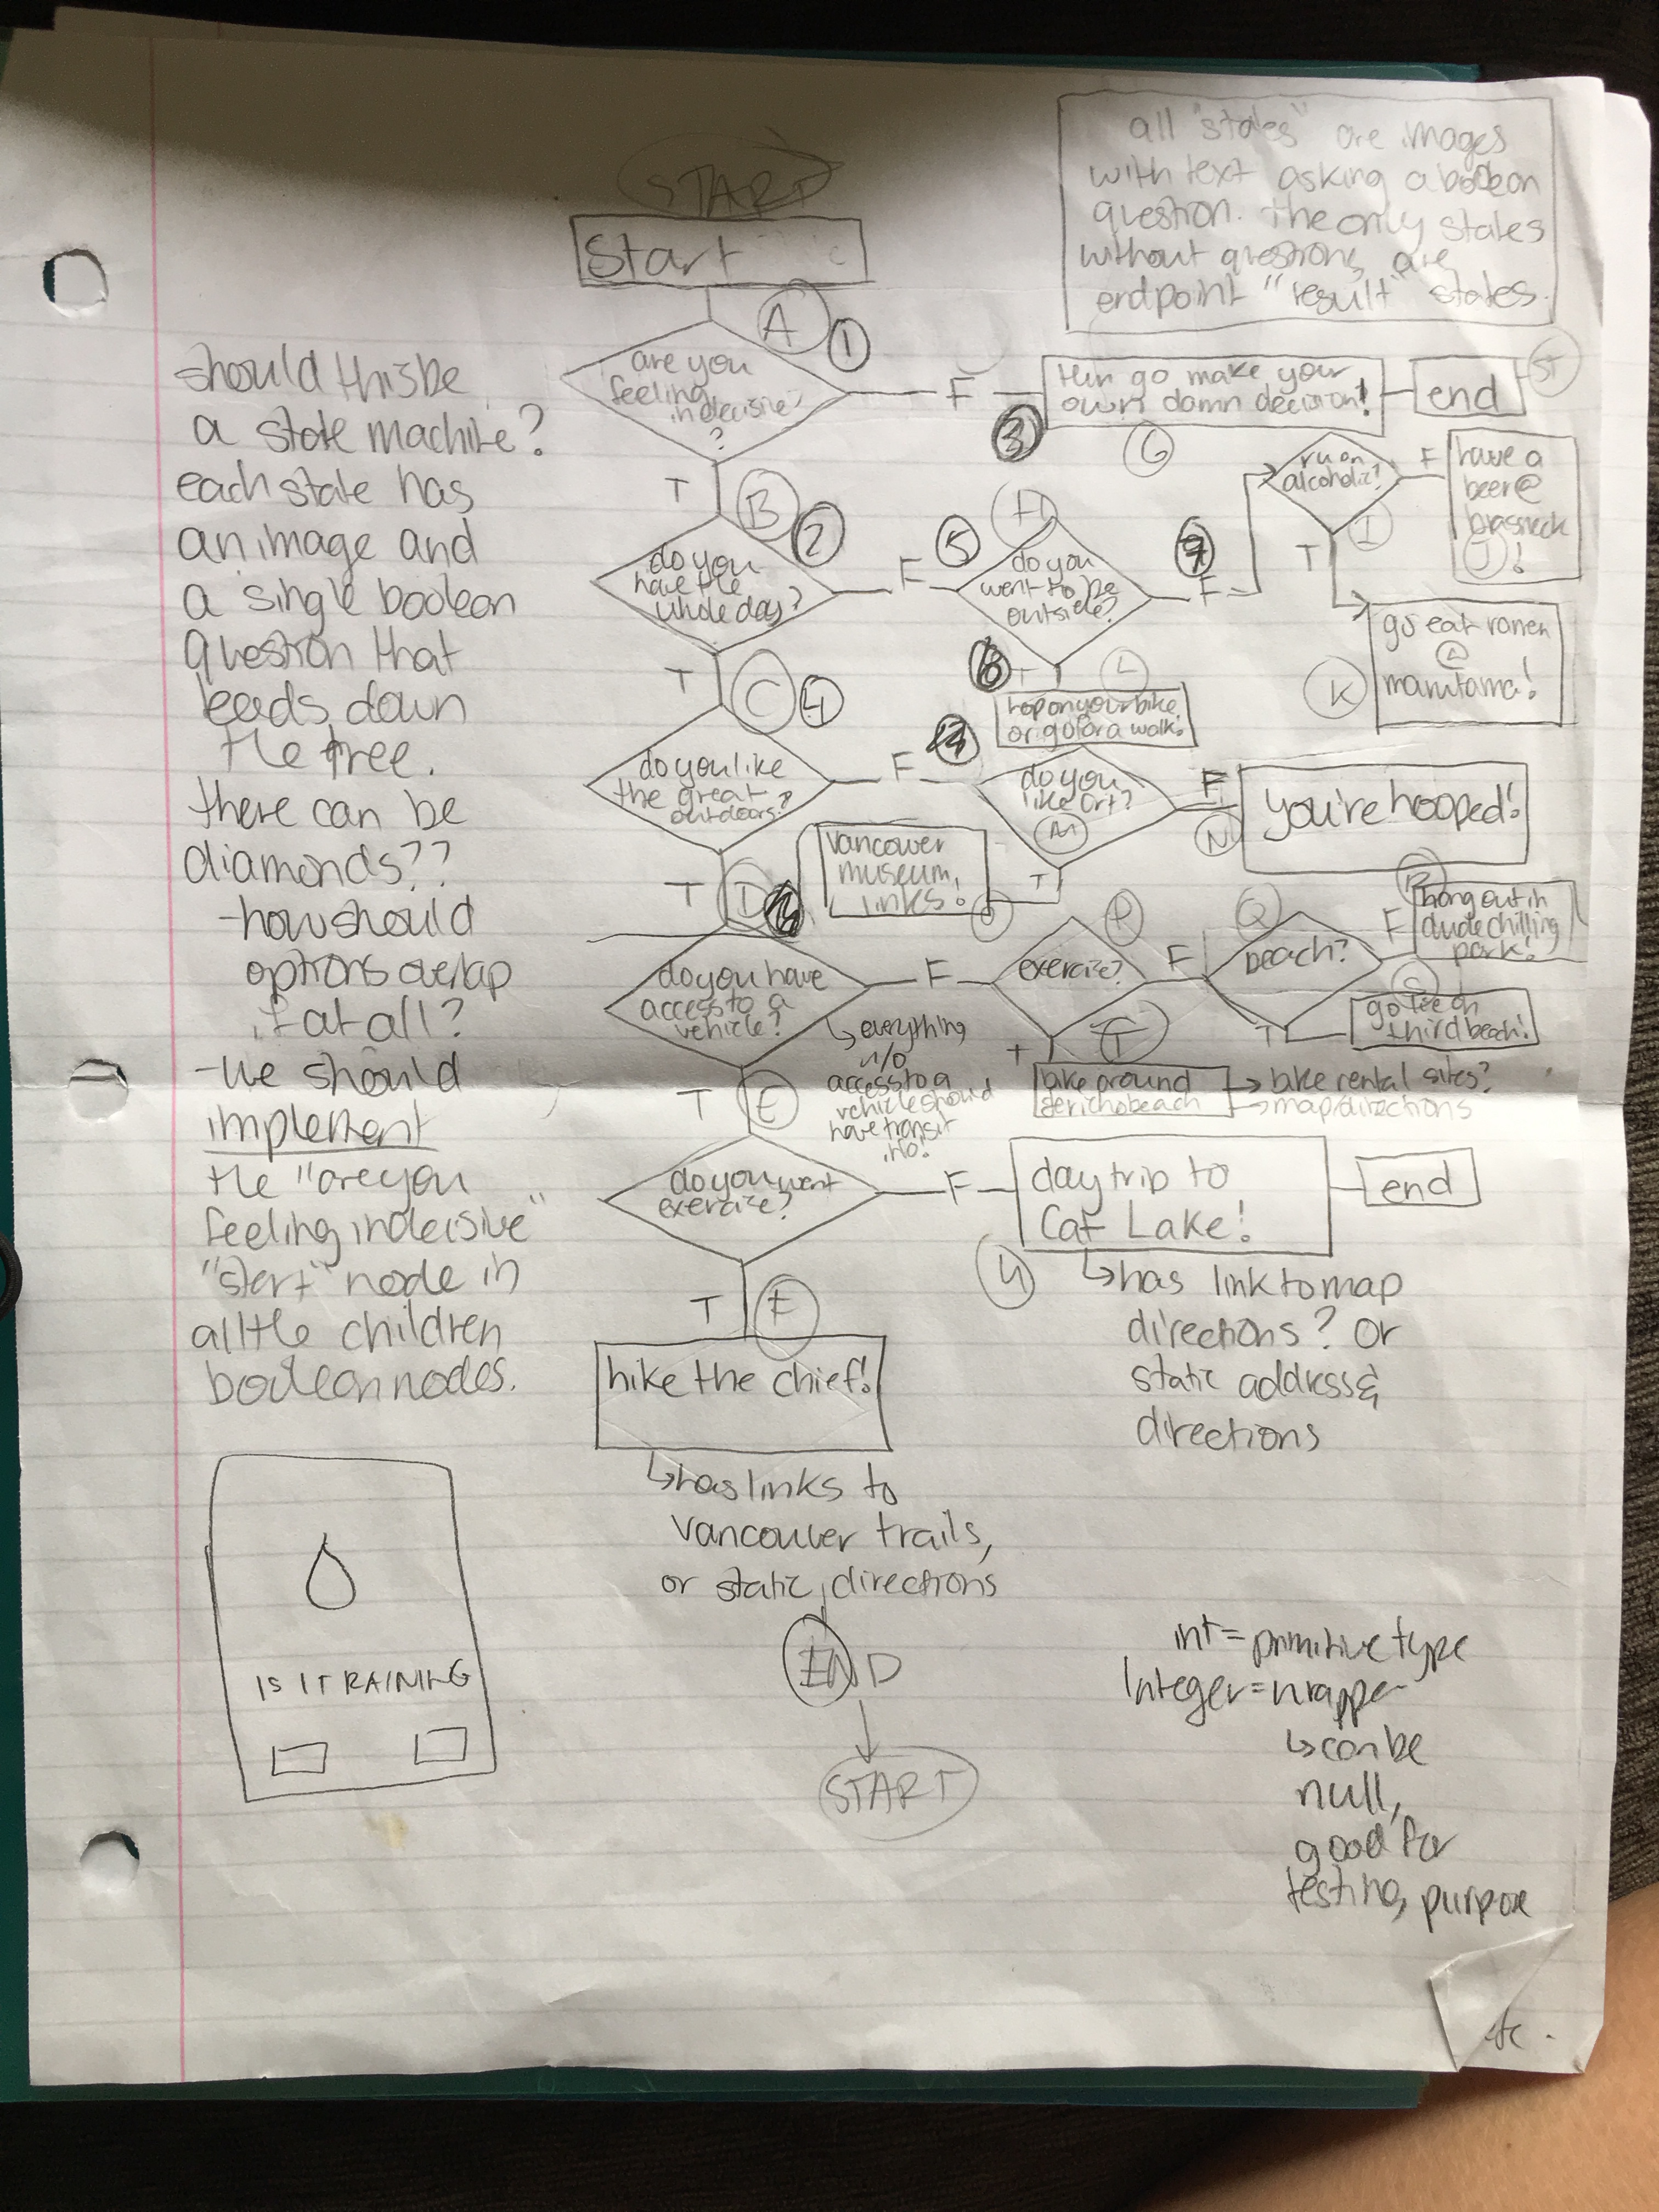 START
Start
all "states" are images
with text asking a boolean
question. The only states
without questions are
endpoint "result" states.
should this be
a state machine?
each state has
an image and
a single boolean
question that
leads down
the tree.
there can be
diamonds??
-how should
options overlap
if at all?
-we should
implement
the "are you
feeling indecisive"
"start" node in
all the children
boolean nodes.
A
1
are you
feeling
indecisive?
?
F
3
then go make your
own damn decision!
G
end
ST
T
B
2
do you
have the
whole day?
F
5
H
do you
want to be
outside?
F
r u an
alcoholic?
I
F
have a
beer @
brasneck
J !
T
go eat ramen
@
marutama!
K
T
L
hop on your bike
or go for a walk!
T
C
4
do you like
the great
outdoors?
F
do you
like art?
M
F
N
you're hooped!
T
vancouver
museum
links!
O
T
D
do you have
access to a
vehicle?
F
exercise?
P
F
Q
beach?
F
R
hang out in
dude chilling
park!
T
S
go lie on
third beach!
T
T
bike around
jericho beach
→ bike rental sites?
→ map/directions
↳ everything
w/o
access to a
vehicle should
have transit
info!
T
E
do you want
exercise?
F
day trip to
Cat Lake!
end
↳ has link to map
directions? Or
static address &
directions
T
F
hike the chief!
↳ has links to
vancouver trails,
or static directions
END
START
IS IT RAINING
int = primitive type
Integer = wrapper
↳ can be
null,
good for
testing purpose
etc.